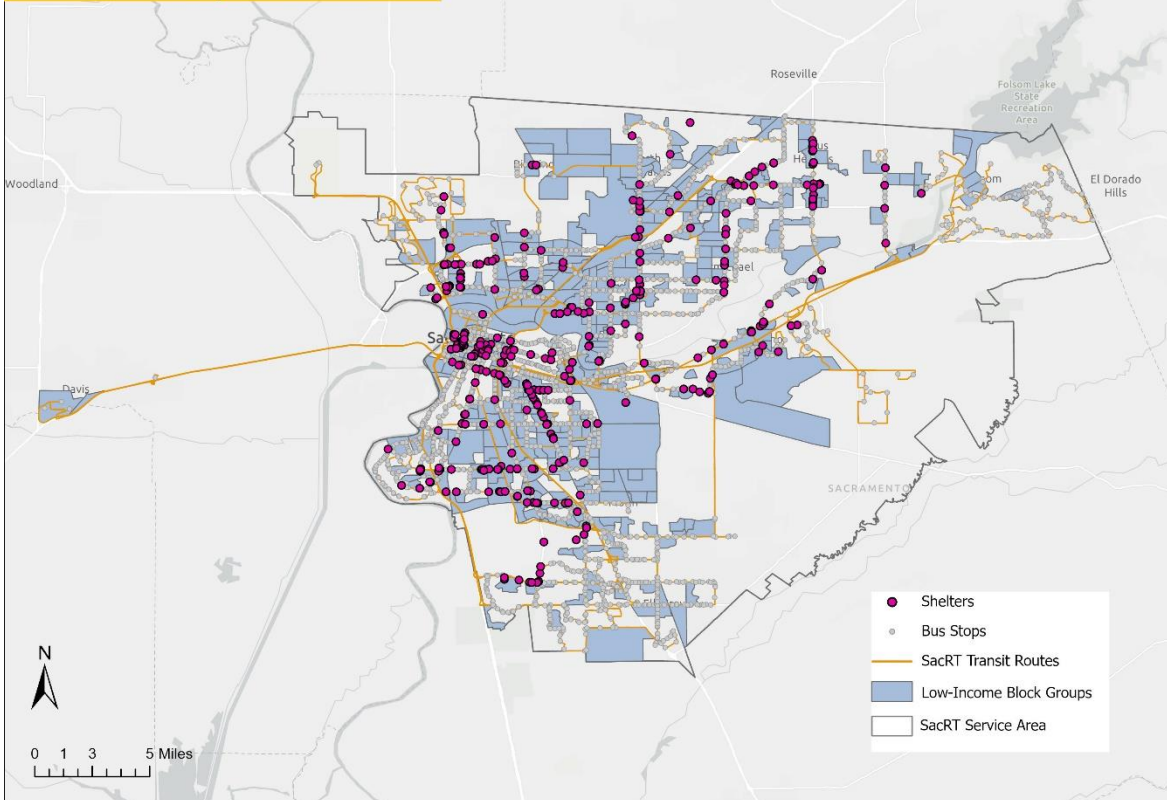 Roseville
Folsom Lake
State
Recreation
Area
Woodland
El Dorado
Hills
Davis
SACRAMENTO
Shelters
Bus Stops
SacRT Transit Routes
Low-Income Block Groups
SacRT Service Area
N
0 1 3 5 Miles